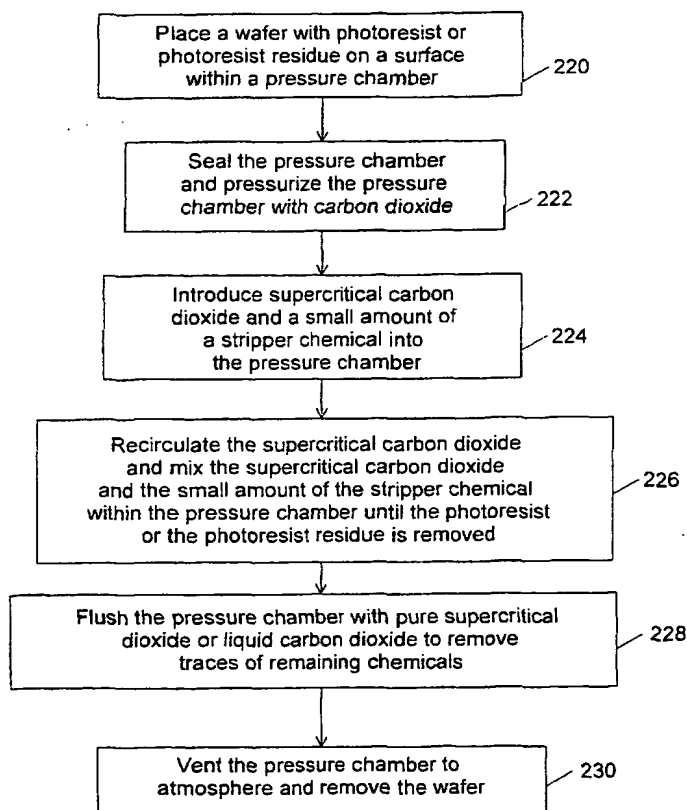 Place a wafer with photoresist or
photoresist residue on a surface
within a pressure chamber
220
Seal the pressure chamber
and pressurize the pressure
chamber with carbon dioxide
222
Introduce supercritical carbon
dioxide and a small amount of
a stripper chemical into
the pressure chamber
224
Recirculate the supercritical carbon dioxide
and mix the supercritical carbon dioxide
and the small amount of the stripper chemical
within the pressure chamber until the photoresist
or the photoresist residue is removed
226
Flush the pressure chamber with pure supercritical
dioxide or liquid carbon dioxide to remove
traces of remaining chemicals
228
Vent the pressure chamber to
atmosphere and remove the wafer
230